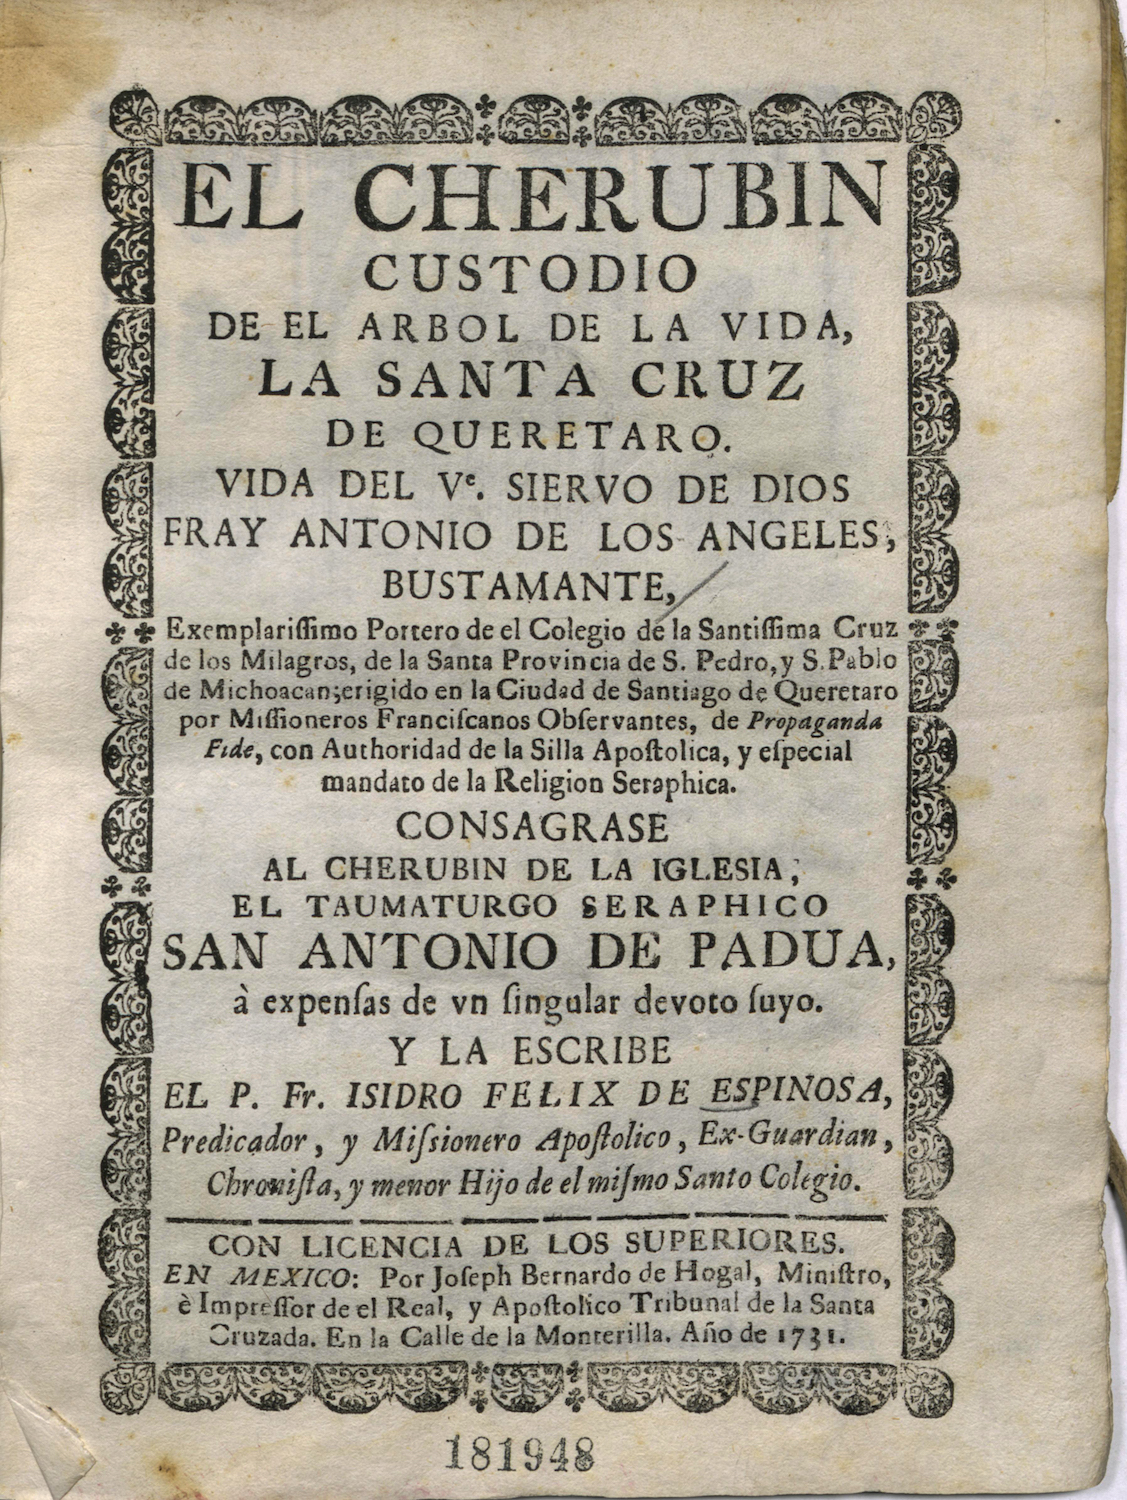 EL CHERUBIN
CUSTODIO
DE EL ARBOL DE LA VIDA,
LA SANTA CRUZ
DE QUERETARO.
VIDA DEL Vᵉ. SIERVO DE DIOS
FRAY ANTONIO DE LOS ANGELES,
BUSTAMANTE,
Exemplariſſimo Portero de el Colegio de la Santiſſima Cruz
de los Milagros, de la Santa Provincia de S. Pedro, y S. Pablo
de Michoacan; erigido en la Ciudad de Santiago de Queretaro
por Miſſioneros Franciſcanos Obſervantes, de Propaganda
Fide, con Authoridad de la Silla Apoſtolica, y eſpecial
mandato de la Religion Seraphica.
CONSAGRASE
AL CHERUBIN DE LA IGLESIA,
EL TAUMATURGO SERAPHICO
SAN ANTONIO DE PADUA,
à expenſas de vn ſingular devoto ſuyo.
Y LA ESCRIBE
EL P. Fr. ISIDRO FELIX DE ESPINOSA,
Predicador, y Miſsionero Apoſtolico, Ex-Guardian,
Chroniſta, y menor Hijo de el miſmo Santo Colegio.
CON LICENCIA DE LOS SUPERIORES.
EN MEXICO: Por Joſeph Bernardo de Hogal, Miniſtro,
è Impreſſor de el Real, y Apoſtolico Tribunal de la Santa
Cruzada. En la Calle de la Monterilla. Año de 1731.
181948